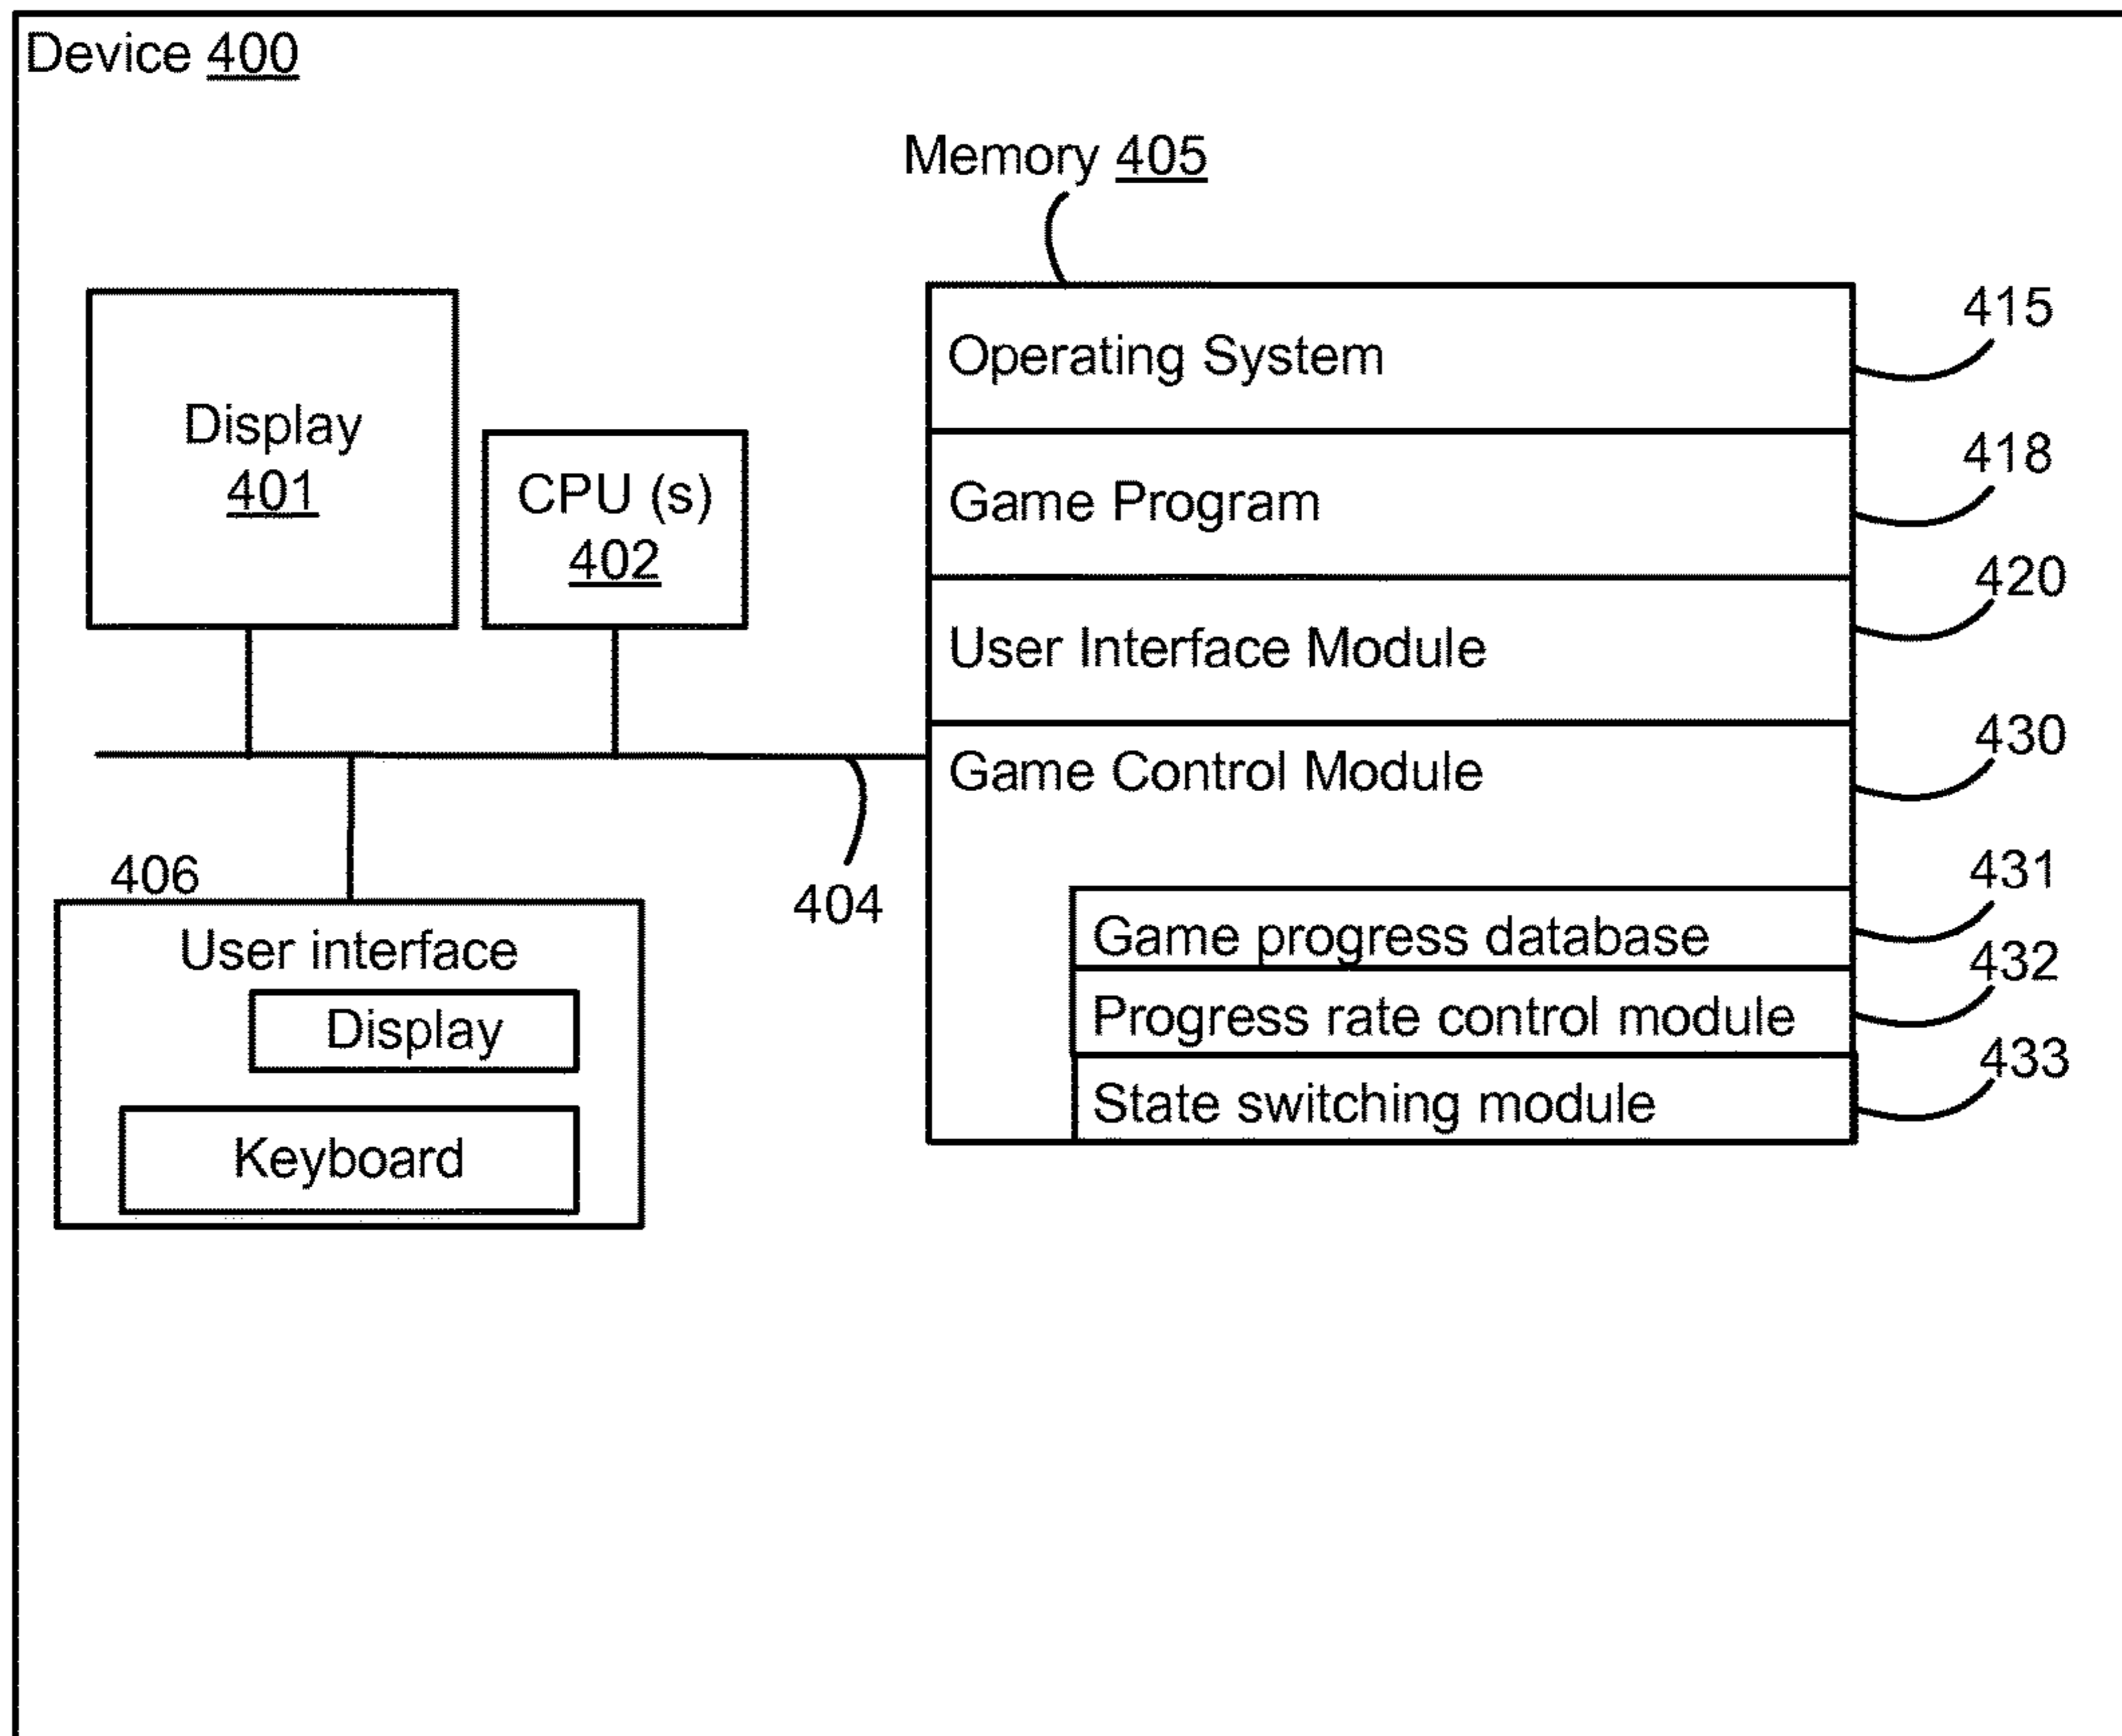 Device 400
Memory 405
415
Operating System
Display
401
418
CPU (s)
402
Game Program
420
User Interface Module
430
Game Control Module
406
404
431
User interface
Game progress database
432
Display
Progress rate control module
433
State switching module
Keyboard